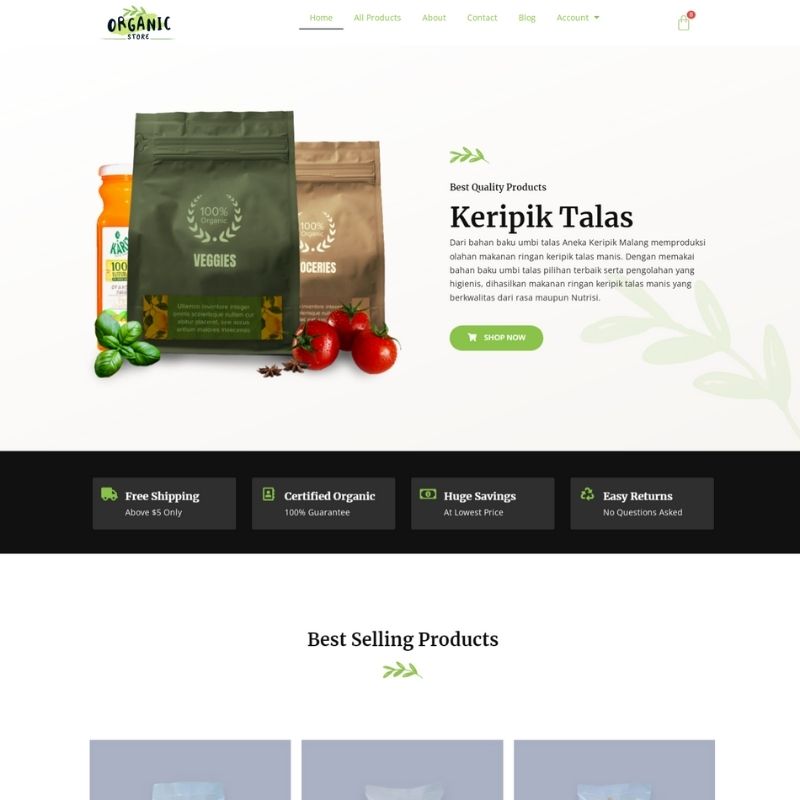 ORGANIC
STORE
Home All Products About Contact Blog Account
0
100%
Organic
VEGGIES
100%
Organic
Best Quality Products
Keripik Talas
Dari bahan baku umbi talas Aneka Keripik Malang memproduksi
olahan makanan ringan keripik talas manis. Dengan memakai
bahan baku umbi talas pilihan terbaik serta pengolahan yang
higienis, dihasilkan makanan ringan keripik talas manis yang
berkwalitas dari rasa maupun Nutrisi.
SHOP NOW
Free Shipping
Above $5 Only
Certified Organic
100% Guarantee
Huge Savings
At Lowest Price
Easy Returns
No Questions Asked
Best Selling Products